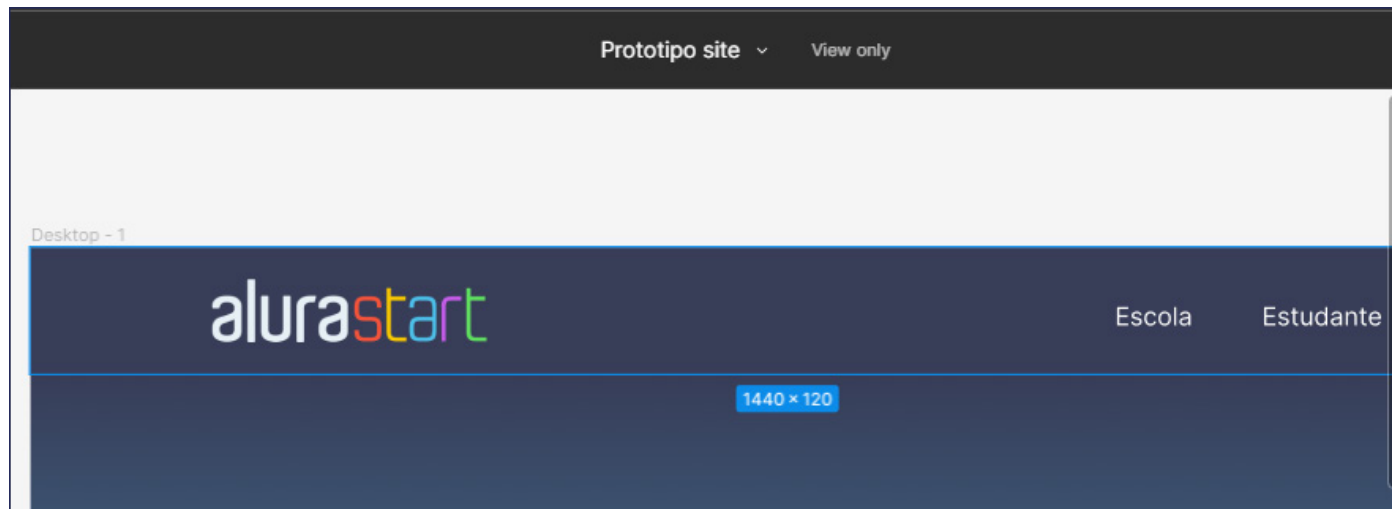 Prototipo site View only
Desktop - 1
alurastart Escola Estudante
1440 × 120